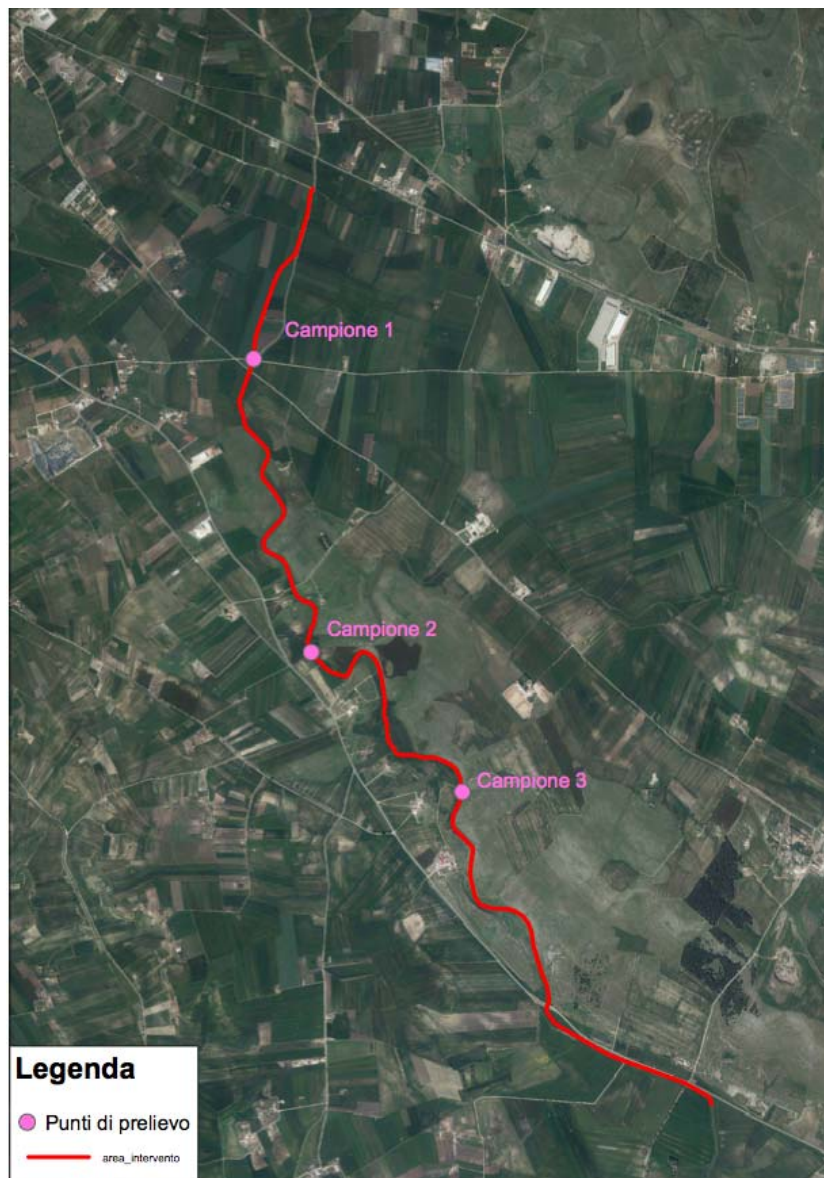 Campione 1
Campione 2
Campione 3
Legenda
Punti di prelievo
area_intervento